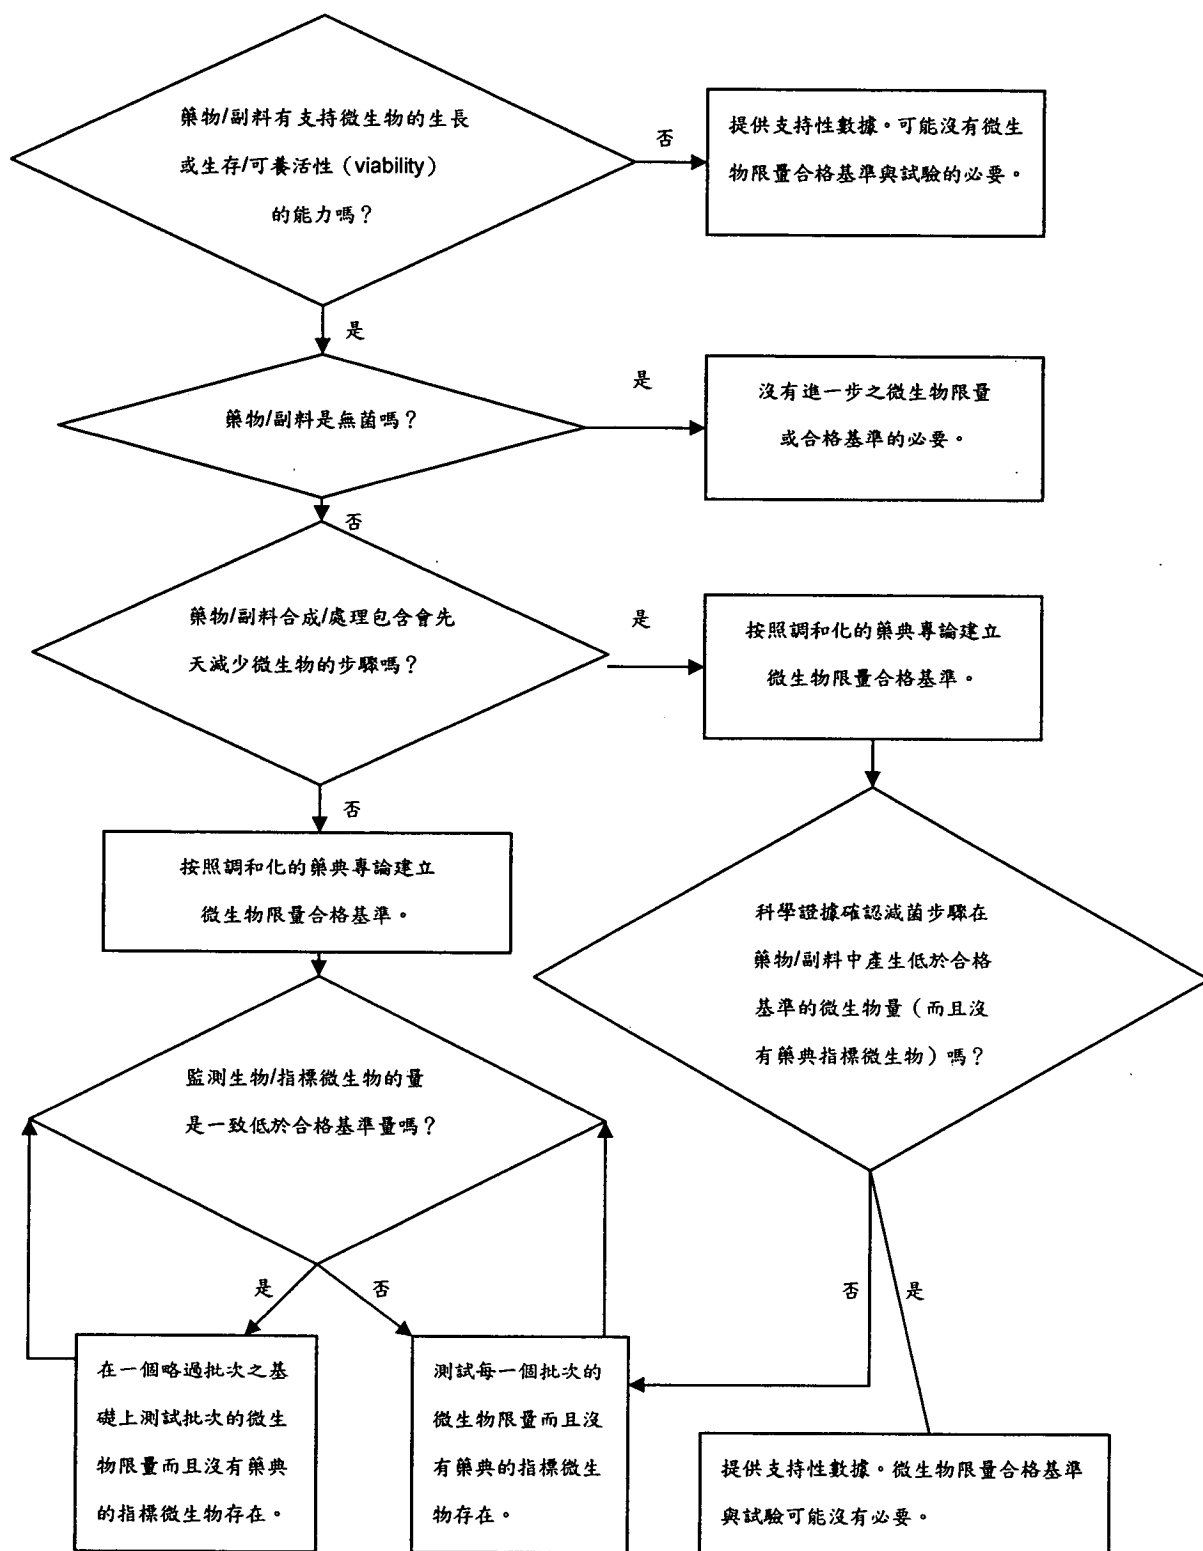 藥物/副料有支持微生物的生長
或生存/可養活性（viability）
的能力嗎？
否
提供支持性數據。可能沒有微生
物限量合格基準與試驗的必要。
是
藥物/副料是無菌嗎？
是
沒有進一步之微生物限量
或合格基準的必要。
否
藥物/副料合成/處理包含會先
天減少微生物的步驟嗎？
是
按照調和化的藥典專論建立
微生物限量合格基準。
否
按照調和化的藥典專論建立
微生物限量合格基準。
科學證據確認減菌步驟在
藥物/副料中產生低於合格
基準的微生物量（而且沒
有藥典指標微生物）嗎？
監測生物/指標微生物的量
是一致低於合格基準量嗎？
是
否
否
是
在一個略過批次之基
礎上測試批次的微生
物限量而且沒有藥典
的指標微生物存在。
測試每一個批次的
微生物限量而且沒
有藥典的指標微生
物存在。
提供支持性數據。微生物限量合格基準
與試驗可能沒有必要。